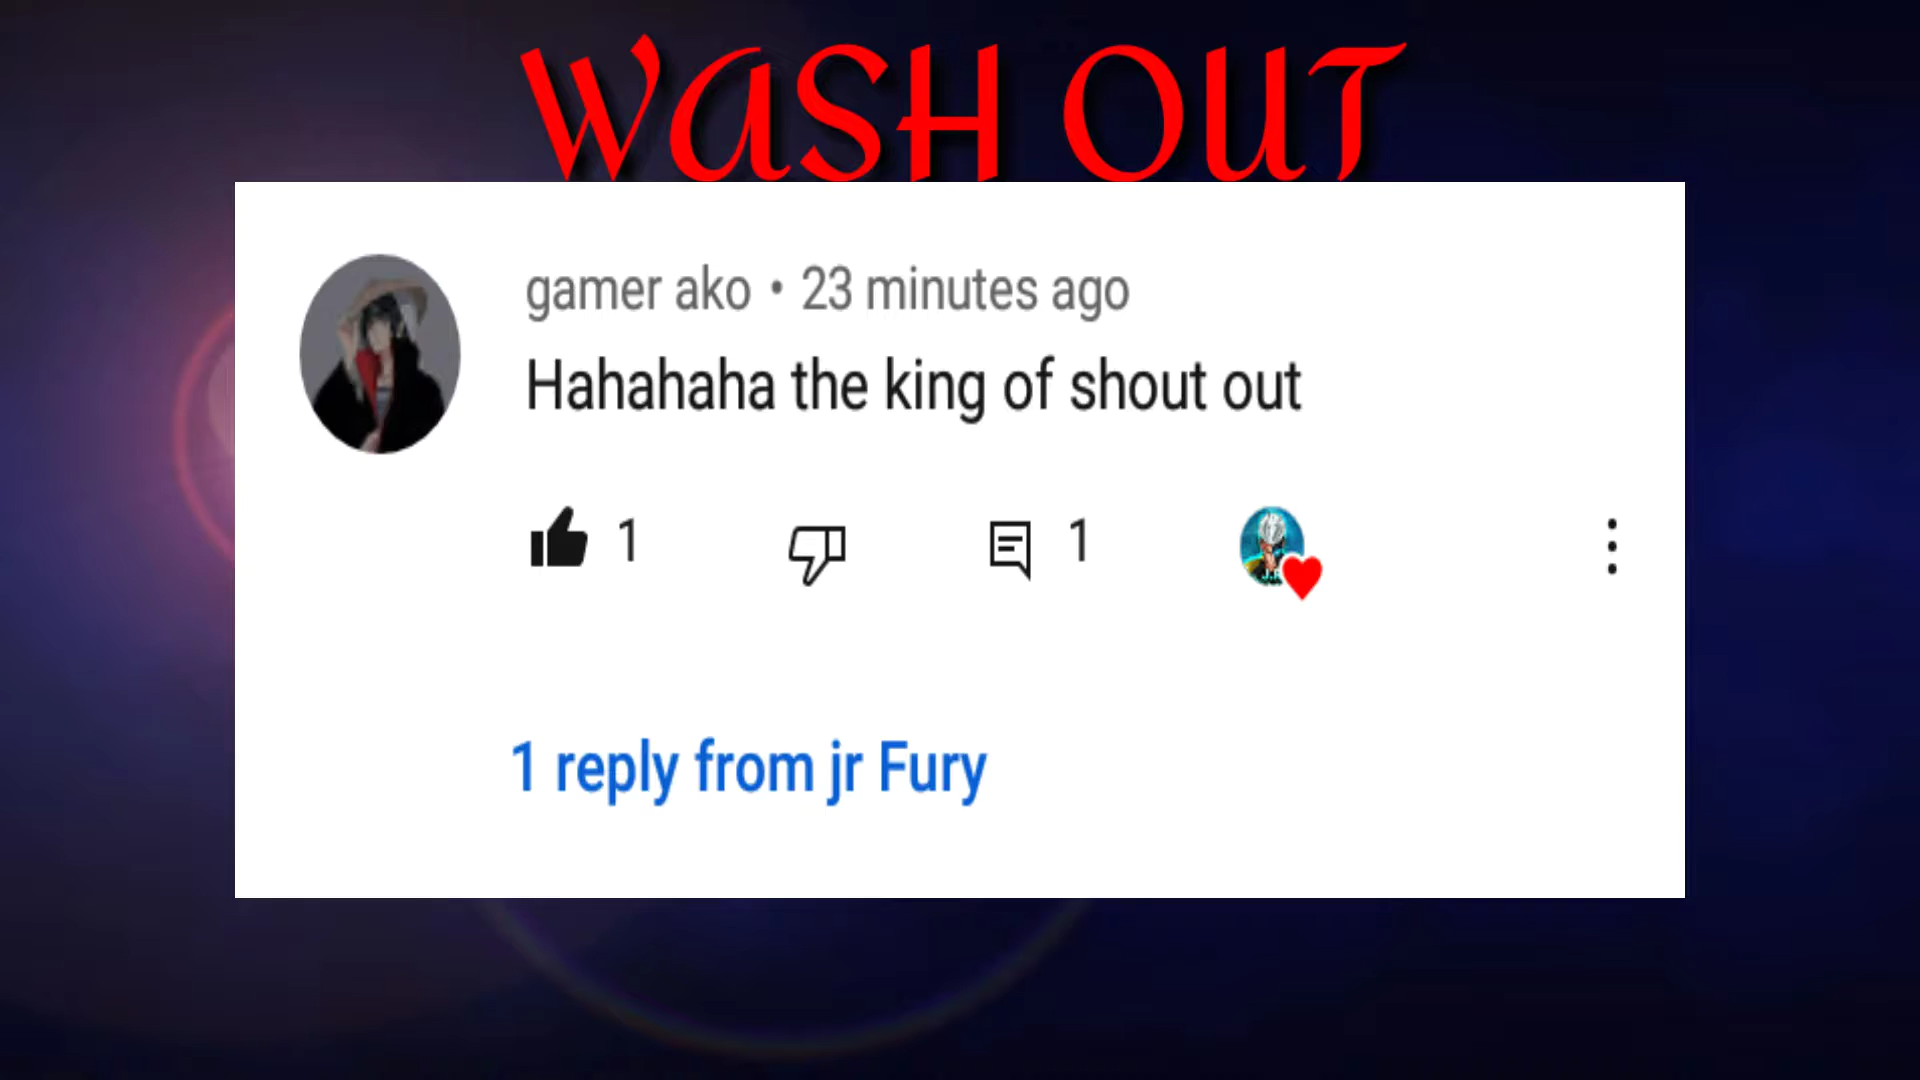 WASH OUT
gamer ako • 23 minutes ago
Hahahaha the king of shout out
1
1
1 reply from jr Fury